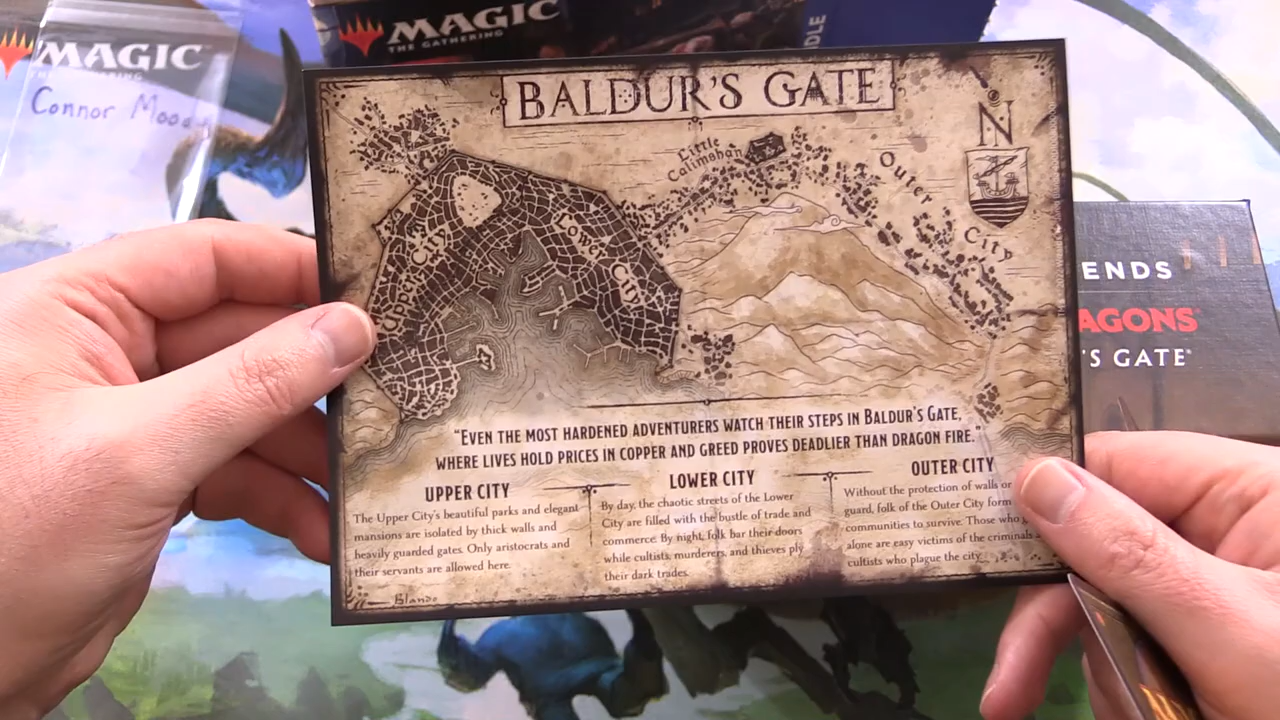 MAGIC
THE GATHERING
Connor Mood
MAGIC
THE GATHERING
BALDUR'S GATE
N
Little
Calimshan
Outer
City
Upper
City
Lower
City
ENDS
AGONS
'S GATE
"EVEN THE MOST HARDENED ADVENTURERS WATCH THEIR STEPS IN BALDUR'S GATE,
WHERE LIVES HOLD PRICES IN COPPER AND GREED PROVES DEADLIER THAN DRAGON FIRE."
UPPER CITY
The Upper City's beautiful parks and elegant
mansions are isolated by thick walls and
heavily guarded gates. Only aristocrats and
their servants are allowed here.
LOWER CITY
By day, the chaotic streets of the Lower
City are filled with the bustle of trade and
commerce. By night, folk bar their doors
while cultists, murderers, and thieves ply
their dark trades.
OUTER CITY
Without the protection of walls or
guard, folk of the Outer City form
communities to survive. Those who
alone are easy victims of the criminals
cultists who plague the city.
Blando